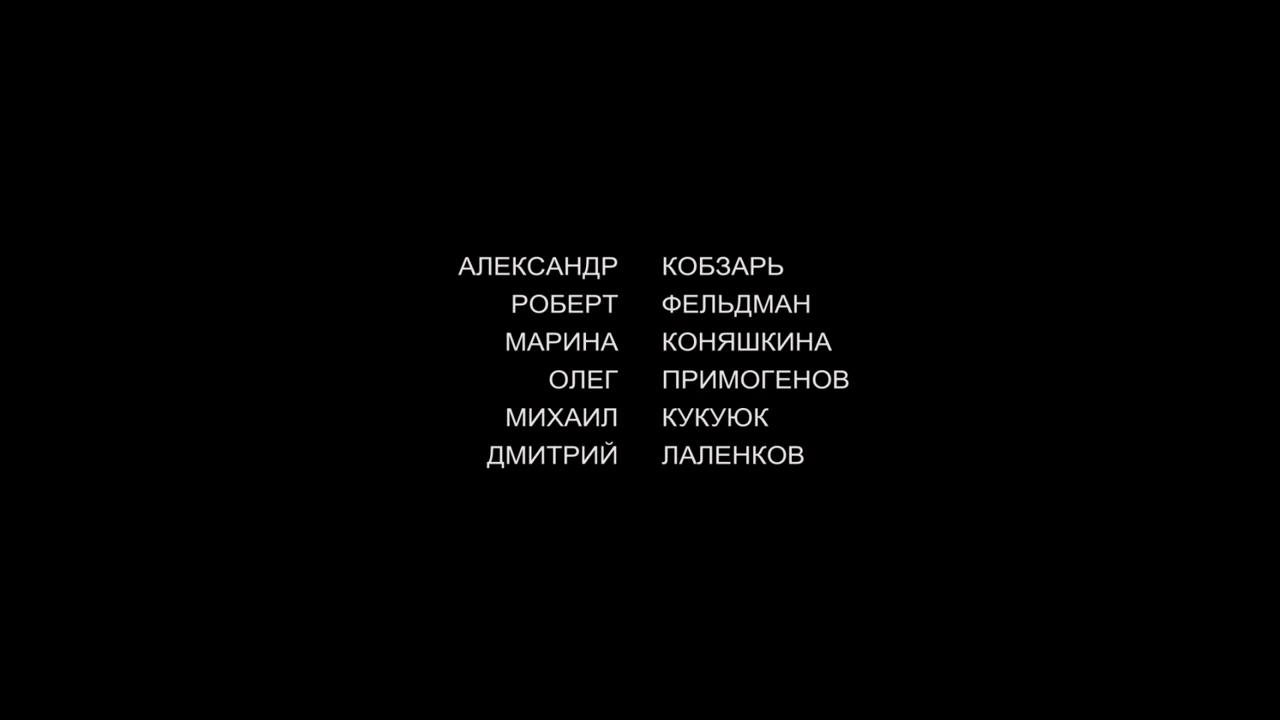 АЛЕКСАНДР КОБЗАРЬ
РОБЕРТ ФЕЛЬДМАН
МАРИНА КОНЯШКИНА
ОЛЕГ ПРИМОГЕНОВ
МИХАИЛ КУКУЮК
ДМИТРИЙ ЛАЛЕНКОВ